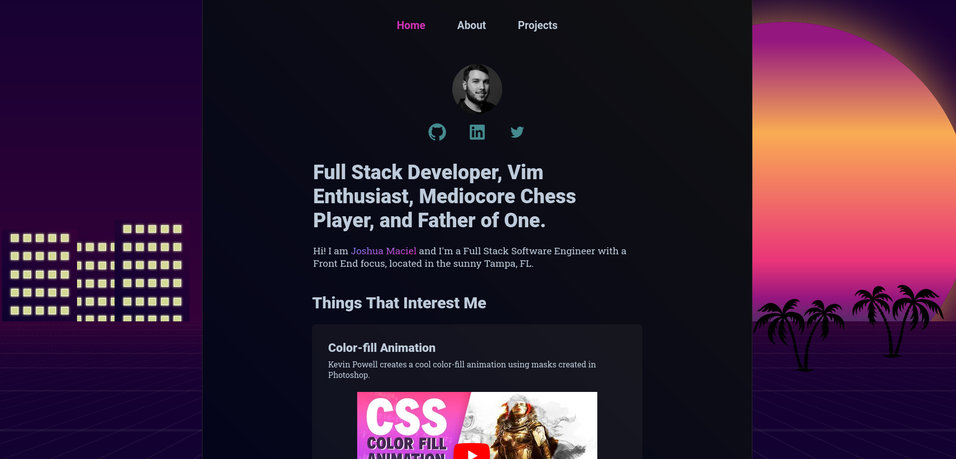 Home About Projects
Full Stack Developer, Vim
Enthusiast, Mediocre Chess
Player, and Father of One.
Hi! I am Joshua Maciel and I'm a Full Stack Software Engineer with a
Front End focus, located in the sunny Tampa, FL.
Things That Interest Me
Color-fill Animation
Kevin Powell creates a cool color-fill animation using masks created in
Photoshop.
CSS
COLOR FILL
ANIMATION